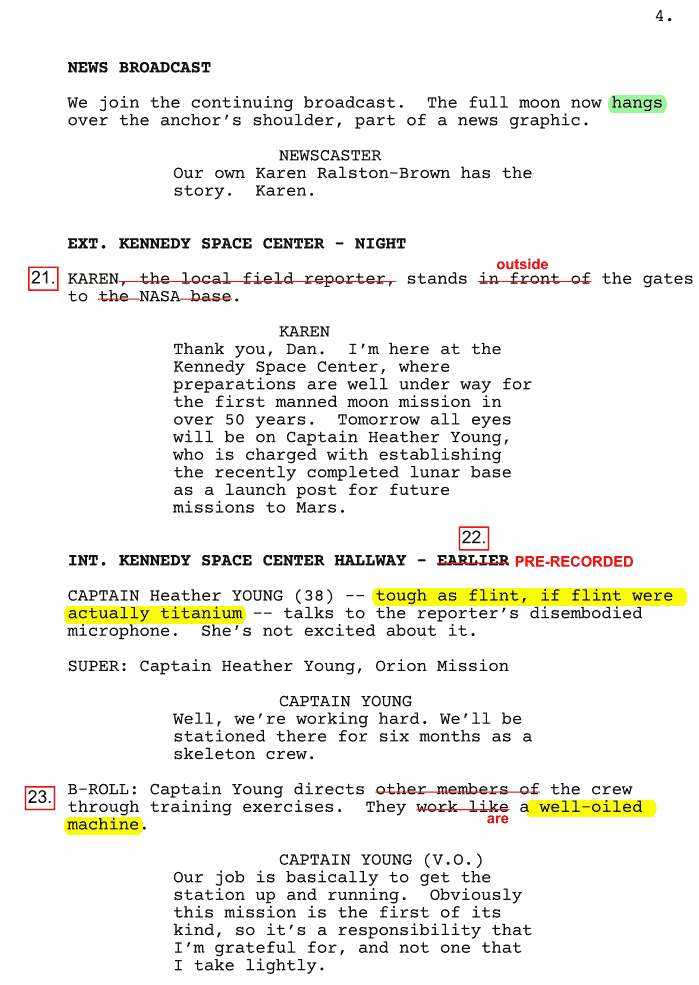 4.
NEWS BROADCAST
We join the continuing broadcast.  The full moon now hangs
over the anchor's shoulder, part of a news graphic.
NEWSCASTER
Our own Karen Ralston-Brown has the
story.  Karen.
EXT. KENNEDY SPACE CENTER - NIGHT
outside
21. KAREN, the local field reporter, stands in front of the gates
to the NASA base.
KAREN
Thank you, Dan.  I'm here at the
Kennedy Space Center, where
preparations are well under way for
the first manned moon mission in
over 50 years.  Tomorrow all eyes
will be on Captain Heather Young,
who is charged with establishing
the recently completed lunar base
as a launch post for future
missions to Mars.
22.
INT. KENNEDY SPACE CENTER HALLWAY - EARLIER PRE-RECORDED
CAPTAIN Heather YOUNG (38) -- tough as flint, if flint were
actually titanium -- talks to the reporter's disembodied
microphone.  She's not excited about it.
SUPER: Captain Heather Young, Orion Mission
CAPTAIN YOUNG
Well, we're working hard. We'll be
stationed there for six months as a
skeleton crew.
23. B-ROLL: Captain Young directs other members of the crew
through training exercises.  They work like a well-oiled
are
machine.
CAPTAIN YOUNG (V.O.)
Our job is basically to get the
station up and running.  Obviously
this mission is the first of its
kind, so it's a responsibility that
I'm grateful for, and not one that
I take lightly.